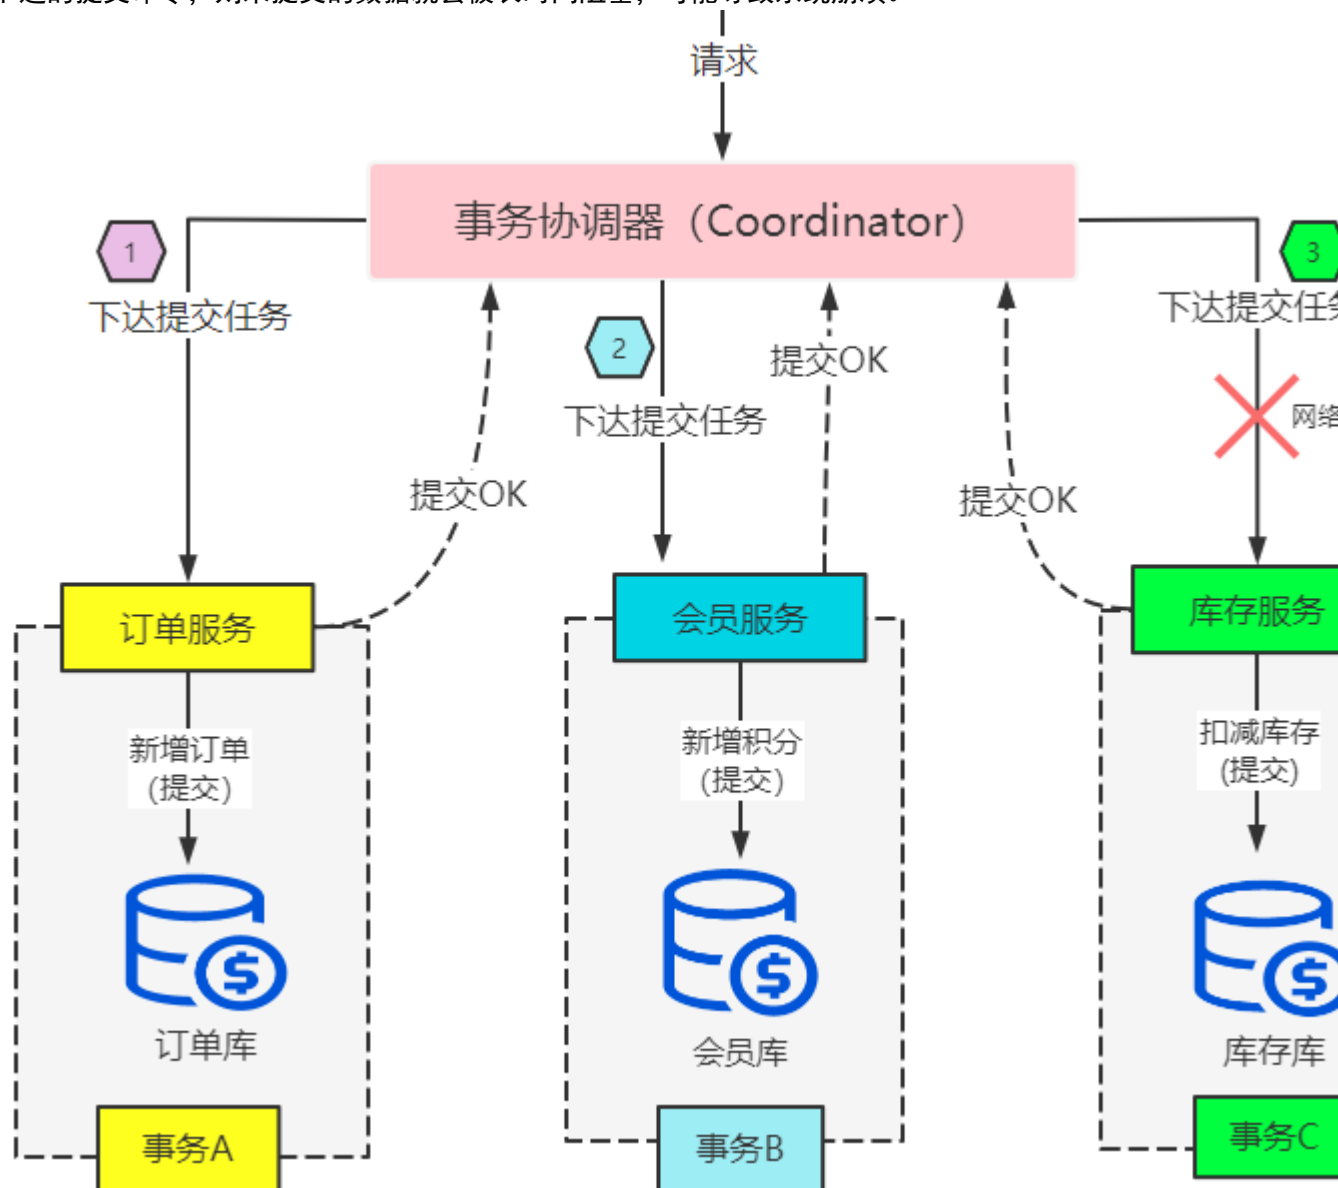 请求
事务协调器（Coordinator）
1
下达提交任务
2
下达提交任务
提交OK
3
下达提交任务
网络
提交OK
提交OK
订单服务
会员服务
库存服务
新增订单
（提交）
新增积分
（提交）
扣减库存
(提交)
$
$
$
订单库
会员库
库存库
事务A
事务B
事务C